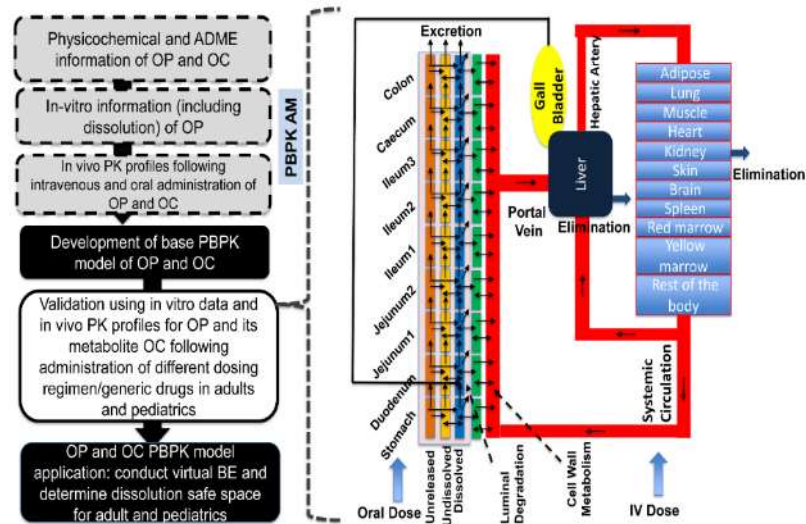 Physicochemical and ADME
information of OP and OC
In-vitro information (including
dissolution) of OP
In vivo PK profiles following
intravenous and oral administration of
OP and OC
Development of base PBPK
model of OP and OC
Validation using in vitro data and
in vivo PK profiles for OP and its
metabolite OC following
administration of different dosing
regimen/generic drugs in adults
and pediatrics
OP and OC PBPK model
application: conduct virtual BE and
determine dissolution safe space
for adult and pediatrics
PBPK AM
Excretion
Colon
Caecum
Ileum3
Ileum2
Ileum1
Jejunum2
Jejunum1
Duodenum
Stomach
Oral Dose
Unreleased
Undissolved
Dissolved
Luminal
Degradation
Cell Wall
Metabolism
Gall
Bladder
Liver
Portal
Vein
Elimination
Hepatic Artery
Adipose
Lung
Muscle
Heart
Kidney
Skin
Brain
Spleen
Red marrow
Yellow
marrow
Rest of the
body
Elimination
Systemic
Circulation
IV Dose